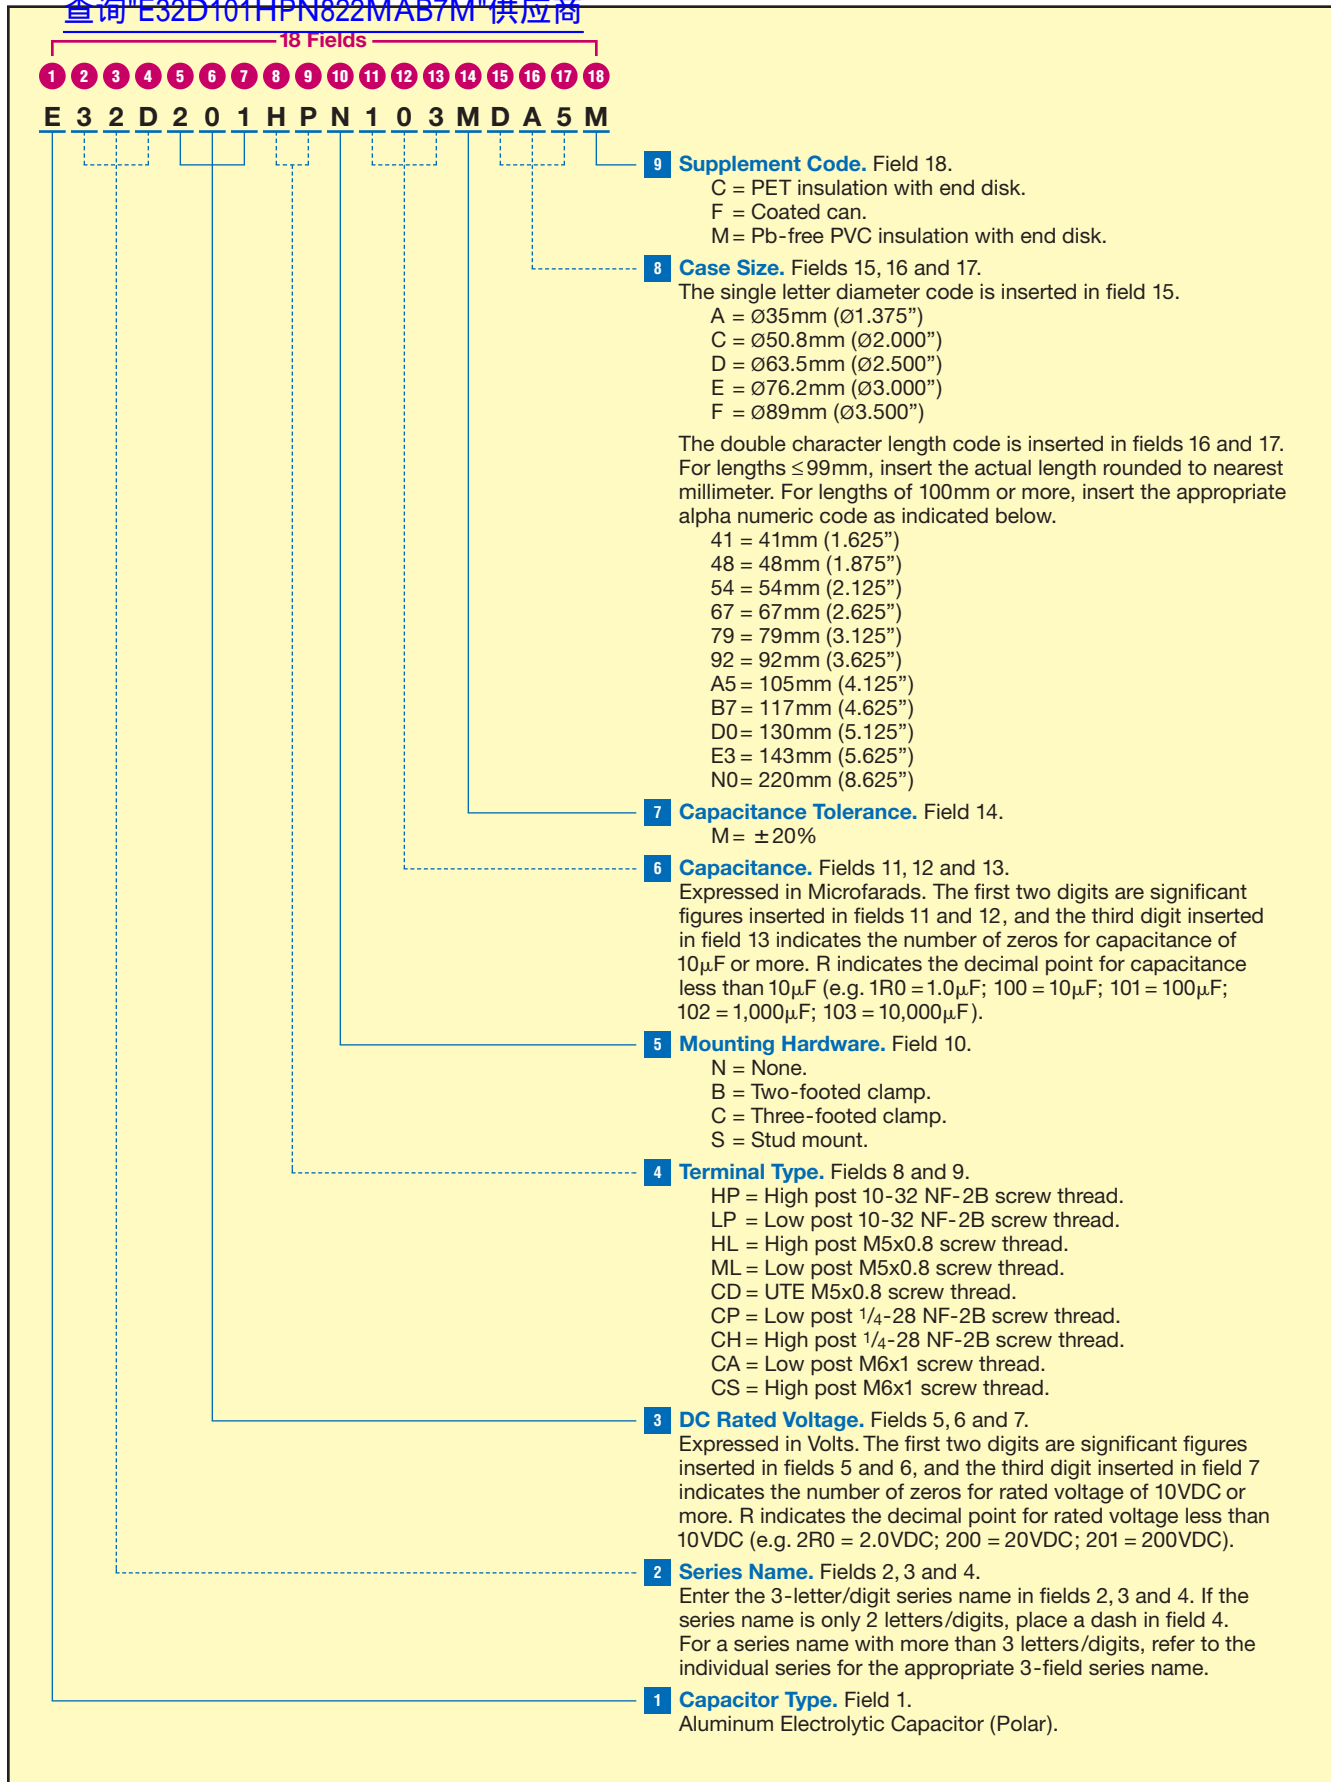 查询"E32D101HPN822MAB7M"供应商
18 Fields
1 2 3 4 5 6 7 8 9 10 11 12 13 14 15 16 17 18
E 3 2 D 2 0 1 H P N 1 0 3 M D A 5 M
9 Supplement Code. Field 18.
C = PET insulation with end disk.
F = Coated can.
M = Pb-free PVC insulation with end disk.
8 Case Size. Fields 15, 16 and 17.
The single letter diameter code is inserted in field 15.
A = Ø35mm (Ø1.375”)
C = Ø50.8mm (Ø2.000”)
D = Ø63.5mm (Ø2.500”)
E = Ø76.2mm (Ø3.000”)
F = Ø89mm (Ø3.500”)
The double character length code is inserted in fields 16 and 17.
For lengths ≤99mm, insert the actual length rounded to nearest
millimeter. For lengths of 100mm or more, insert the appropriate
alpha numeric code as indicated below.
41 = 41mm (1.625”)
48 = 48mm (1.875”)
54 = 54mm (2.125”)
67 = 67mm (2.625”)
79 = 79mm (3.125”)
92 = 92mm (3.625”)
A5 = 105mm (4.125”)
B7 = 117mm (4.625”)
D0 = 130mm (5.125”)
E3 = 143mm (5.625”)
N0 = 220mm (8.625”)
7 Capacitance Tolerance. Field 14.
M = ±20%
6 Capacitance. Fields 11, 12 and 13.
Expressed in Microfarads. The first two digits are significant
figures inserted in fields 11 and 12, and the third digit inserted
in field 13 indicates the number of zeros for capacitance of
10µF or more. R indicates the decimal point for capacitance
less than 10µF (e.g. 1R0 = 1.0µF; 100 = 10µF; 101 = 100µF;
102 = 1,000µF; 103 = 10,000µF).
5 Mounting Hardware. Field 10.
N = None.
B = Two-footed clamp.
C = Three-footed clamp.
S = Stud mount.
4 Terminal Type. Fields 8 and 9.
HP = High post 10-32 NF-2B screw thread.
LP = Low post 10-32 NF-2B screw thread.
HL = High post M5x0.8 screw thread.
ML = Low post M5x0.8 screw thread.
CD = UTE M5x0.8 screw thread.
CP = Low post 1/4-28 NF-2B screw thread.
CH = High post 1/4-28 NF-2B screw thread.
CA = Low post M6x1 screw thread.
CS = High post M6x1 screw thread.
3 DC Rated Voltage. Fields 5, 6 and 7.
Expressed in Volts. The first two digits are significant figures
inserted in fields 5 and 6, and the third digit inserted in field 7
indicates the number of zeros for rated voltage of 10VDC or
more. R indicates the decimal point for rated voltage less than
10VDC (e.g. 2R0 = 2.0VDC; 200 = 20VDC; 201 = 200VDC).
2 Series Name. Fields 2, 3 and 4.
Enter the 3-letter/digit series name in fields 2, 3 and 4. If the
series name is only 2 letters/digits, place a dash in field 4.
For a series name with more than 3 letters/digits, refer to the
individual series for the appropriate 3-field series name.
1 Capacitor Type. Field 1.
Aluminum Electrolytic Capacitor (Polar).